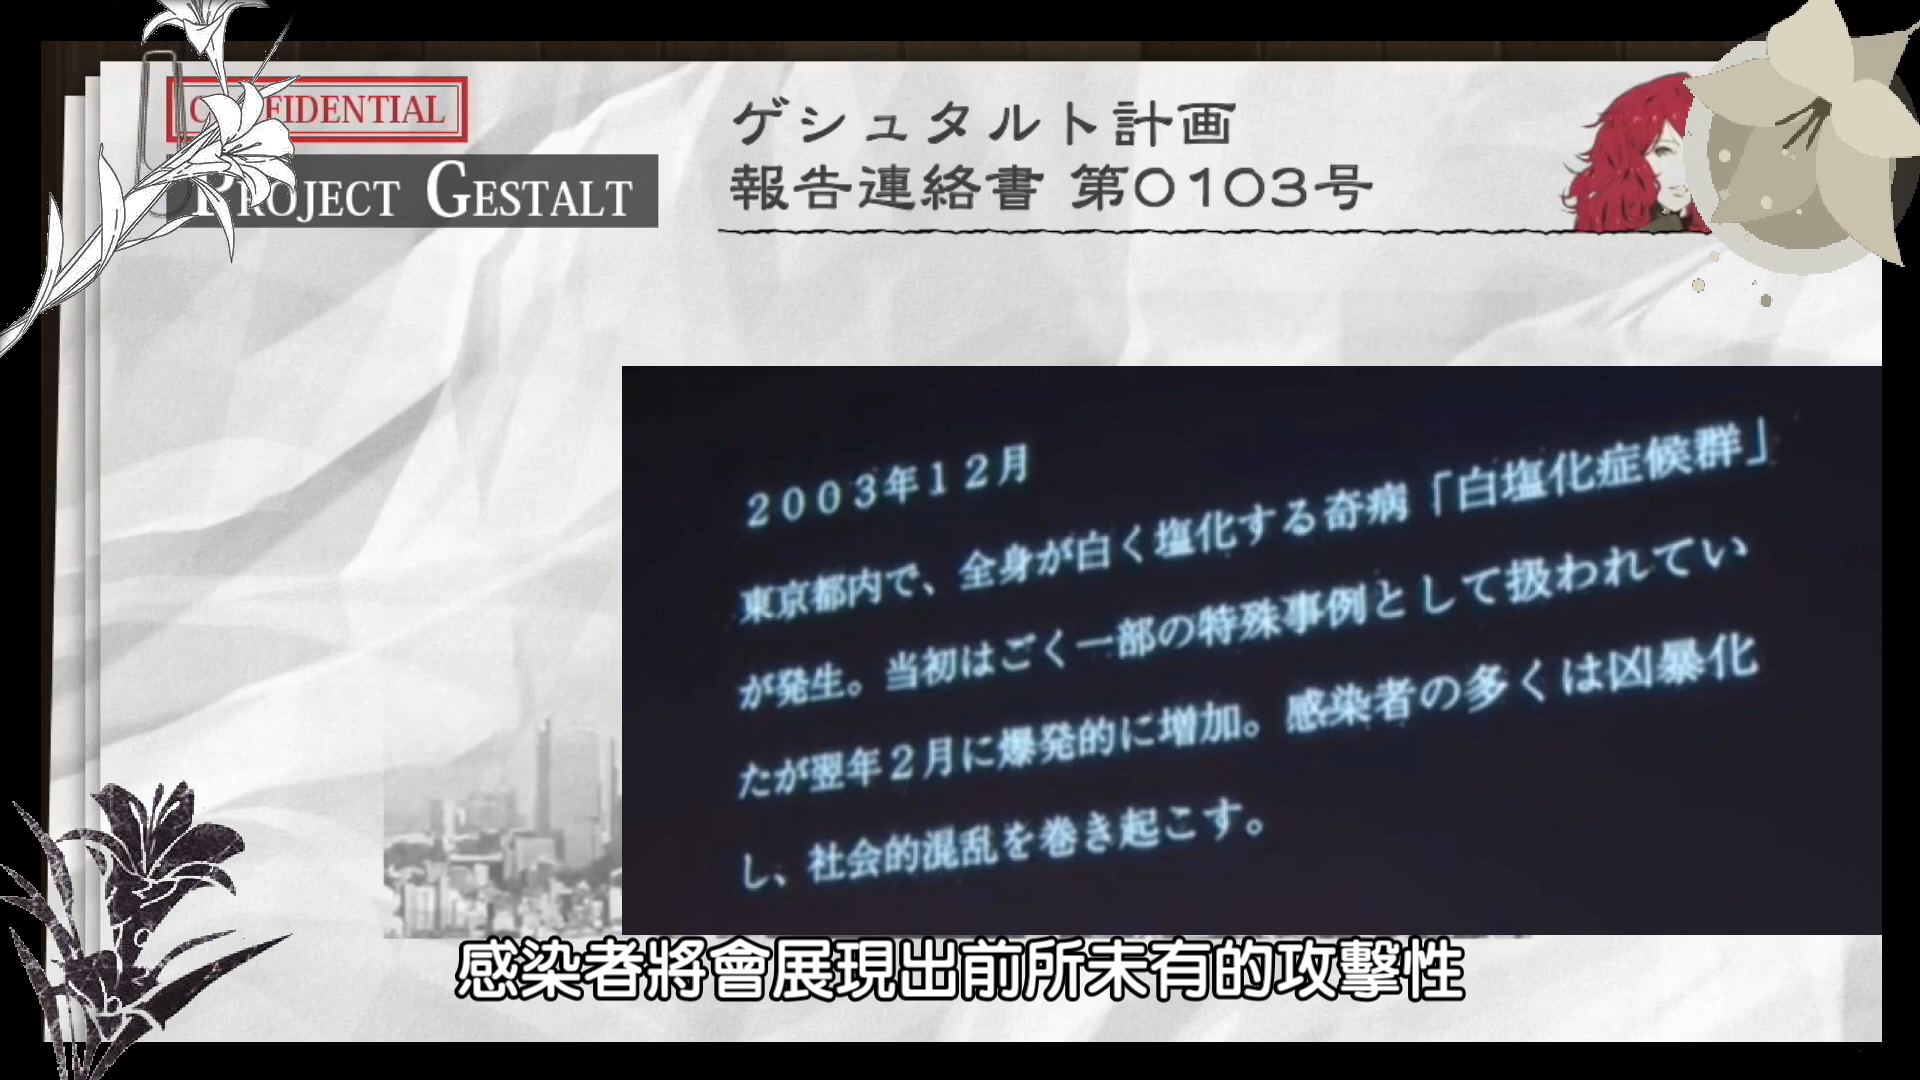 CONFIDENTIAL
PROJECT GESTALT
ゲシュタルト計画
報告連絡書 第0103号
2003年12月
東京都内で、全身が白く塩化する奇病「白塩化症候群」
が発生。当初はごく一部の特殊事例として扱われてい
たが翌年2月に爆発的に増加。感染者の多くは凶暴化
し、社会的混乱を巻き起こす。
感染者將會展現出前所未有的攻擊性